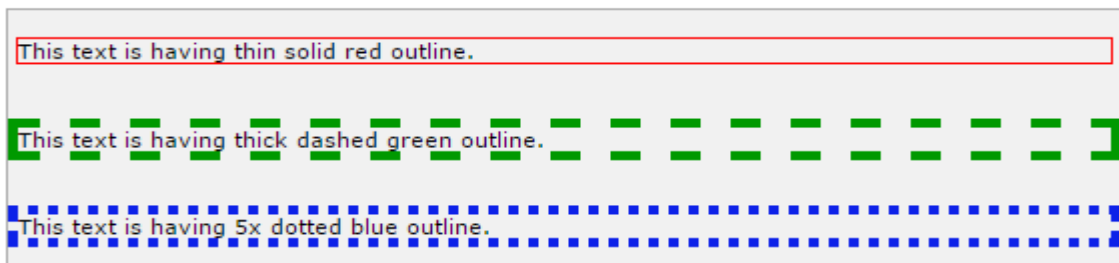 This text is having thin solid red outline.
This text is having thick dashed green outline.
This text is having 5x dotted blue outline.